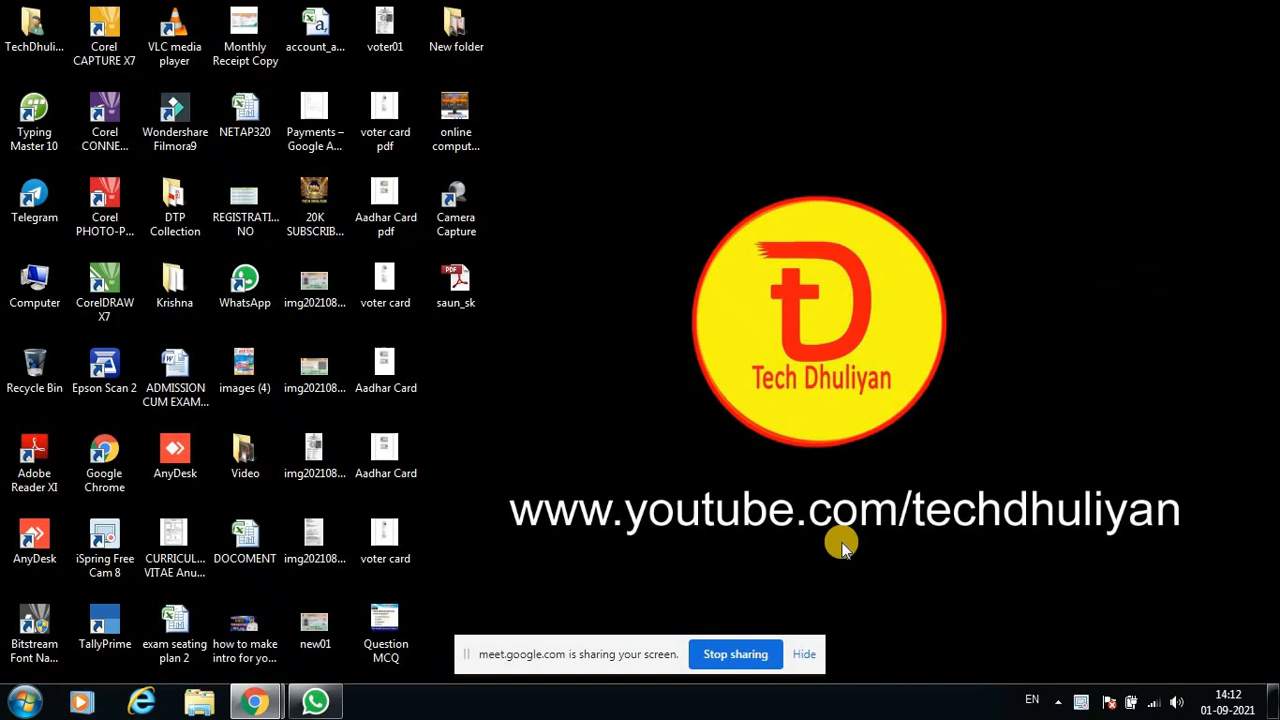 TechDhuli...
Corel
CAPTURE X7
VLC media
player
Monthly
Receipt Copy
account_a...
voter01
New folder
Typing
Master 10
Corel
CONNE...
Wondershare
Filmora9
NETAP320
Payments –
Google A...
voter card
pdf
online
comput...
Telegram
Corel
PHOTO-P...
DTP
Collection
REGISTRATI...
NO
20K
SUBSCRIB...
Aadhar Card
pdf
Camera
Capture
Computer
CorelDRAW
X7
Krishna
WhatsApp
img202108...
voter card
PDF
saun_sk
Recycle Bin
Epson Scan 2
ADMISSION
CUM EXAM...
images (4)
img202108...
Aadhar Card
Adobe
Reader XI
Google
Chrome
AnyDesk
Video
img202108...
Aadhar Card
AnyDesk
iSpring Free
Cam 8
CURRICUL...
VITAE Anu...
DOCOMENT
img202108...
voter card
Bitstream
Font Na...
TallyPrime
exam seating
plan 2
how to make
intro for yo...
new01
Question
MCQ
tD
Tech Dhuliyan
www.youtube.com/techdhuliyan
meet.google.com is sharing your screen.
Stop sharing
Hide
EN
14:12
01-09-2021